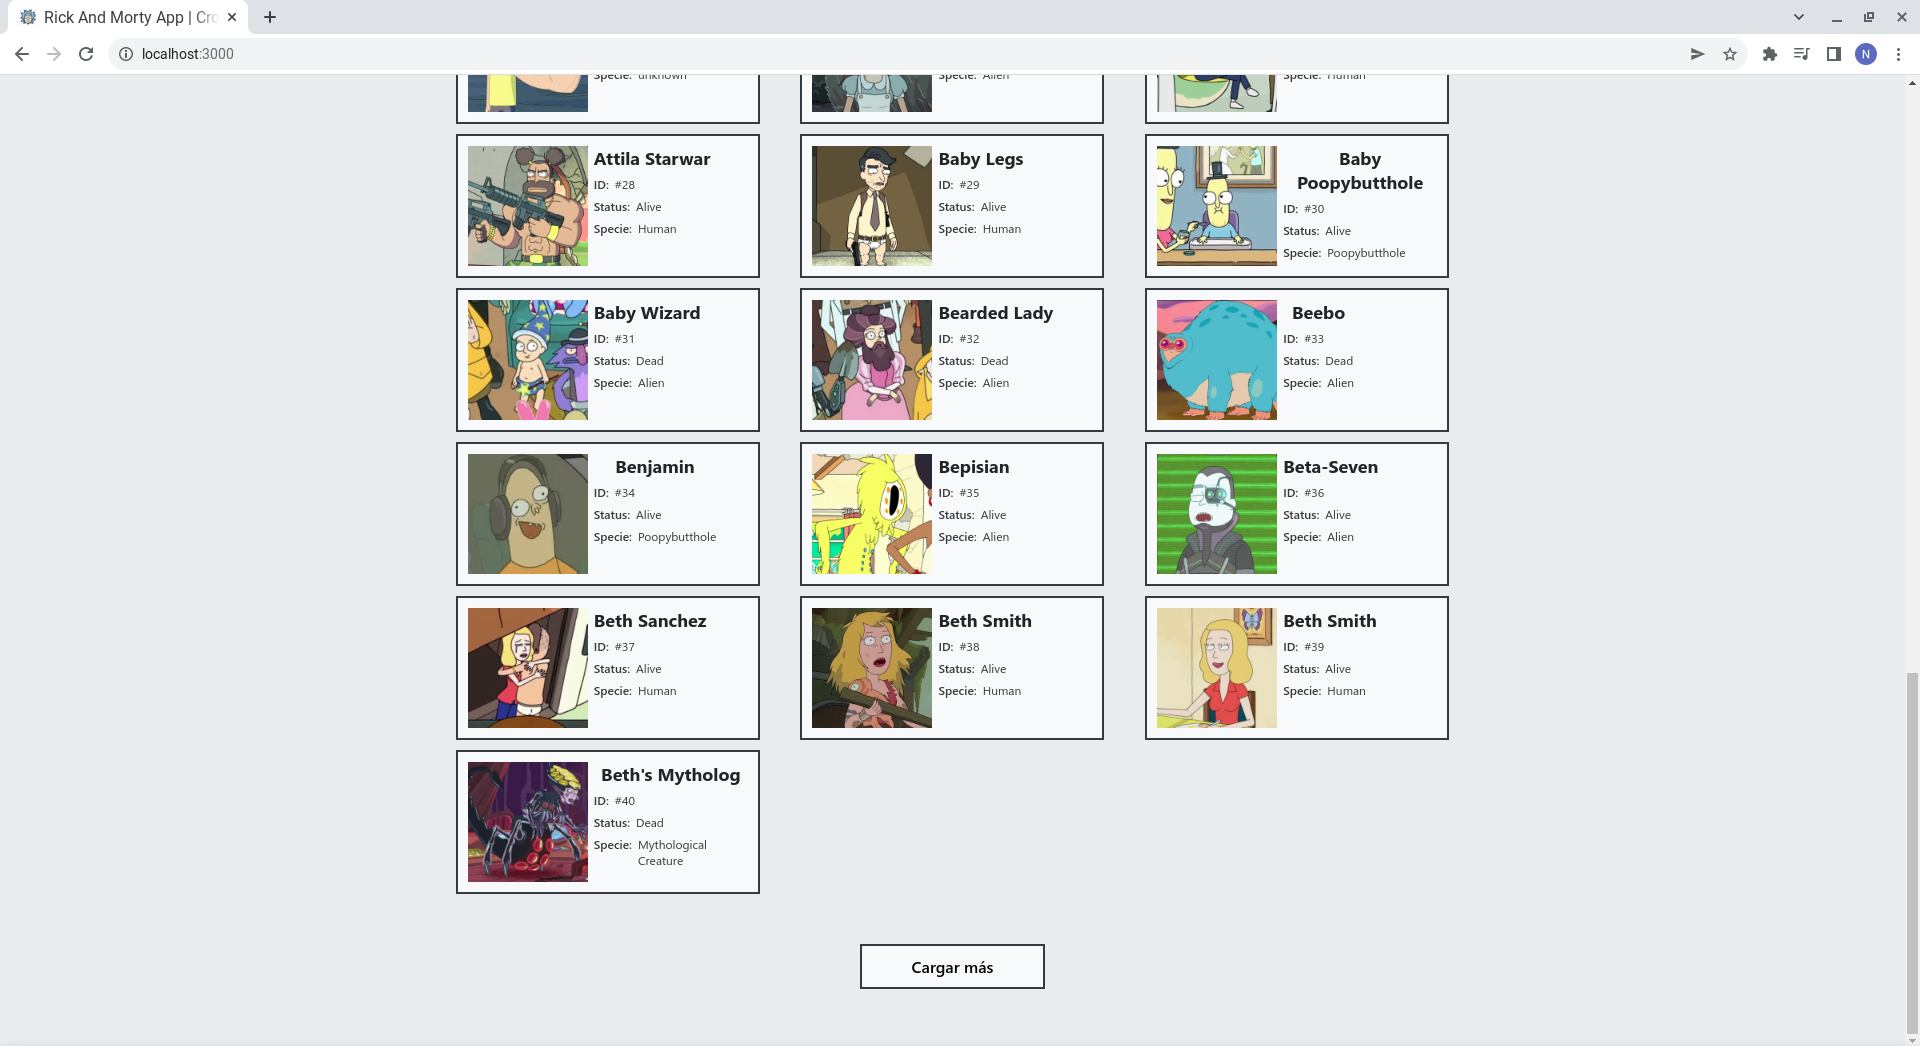 Rick And Morty App | Cro
localhost:3000
N
Specie: unknown
Specie: Alien
Specie: Human
Attila Starwar
ID: #28
Status: Alive
Specie: Human
Baby Legs
ID: #29
Status: Alive
Specie: Human
Baby
Poopybutthole
ID: #30
Status: Alive
Specie: Poopybutthole
Baby Wizard
ID: #31
Status: Dead
Specie: Alien
Bearded Lady
ID: #32
Status: Dead
Specie: Alien
Beebo
ID: #33
Status: Dead
Specie: Alien
Benjamin
ID: #34
Status: Alive
Specie: Poopybutthole
Bepisian
ID: #35
Status: Alive
Specie: Alien
Beta-Seven
ID: #36
Status: Alive
Specie: Alien
Beth Sanchez
ID: #37
Status: Alive
Specie: Human
Beth Smith
ID: #38
Status: Alive
Specie: Human
Beth Smith
ID: #39
Status: Alive
Specie: Human
Beth's Mytholog
ID: #40
Status: Dead
Specie: Mythological
Creature
Cargar más